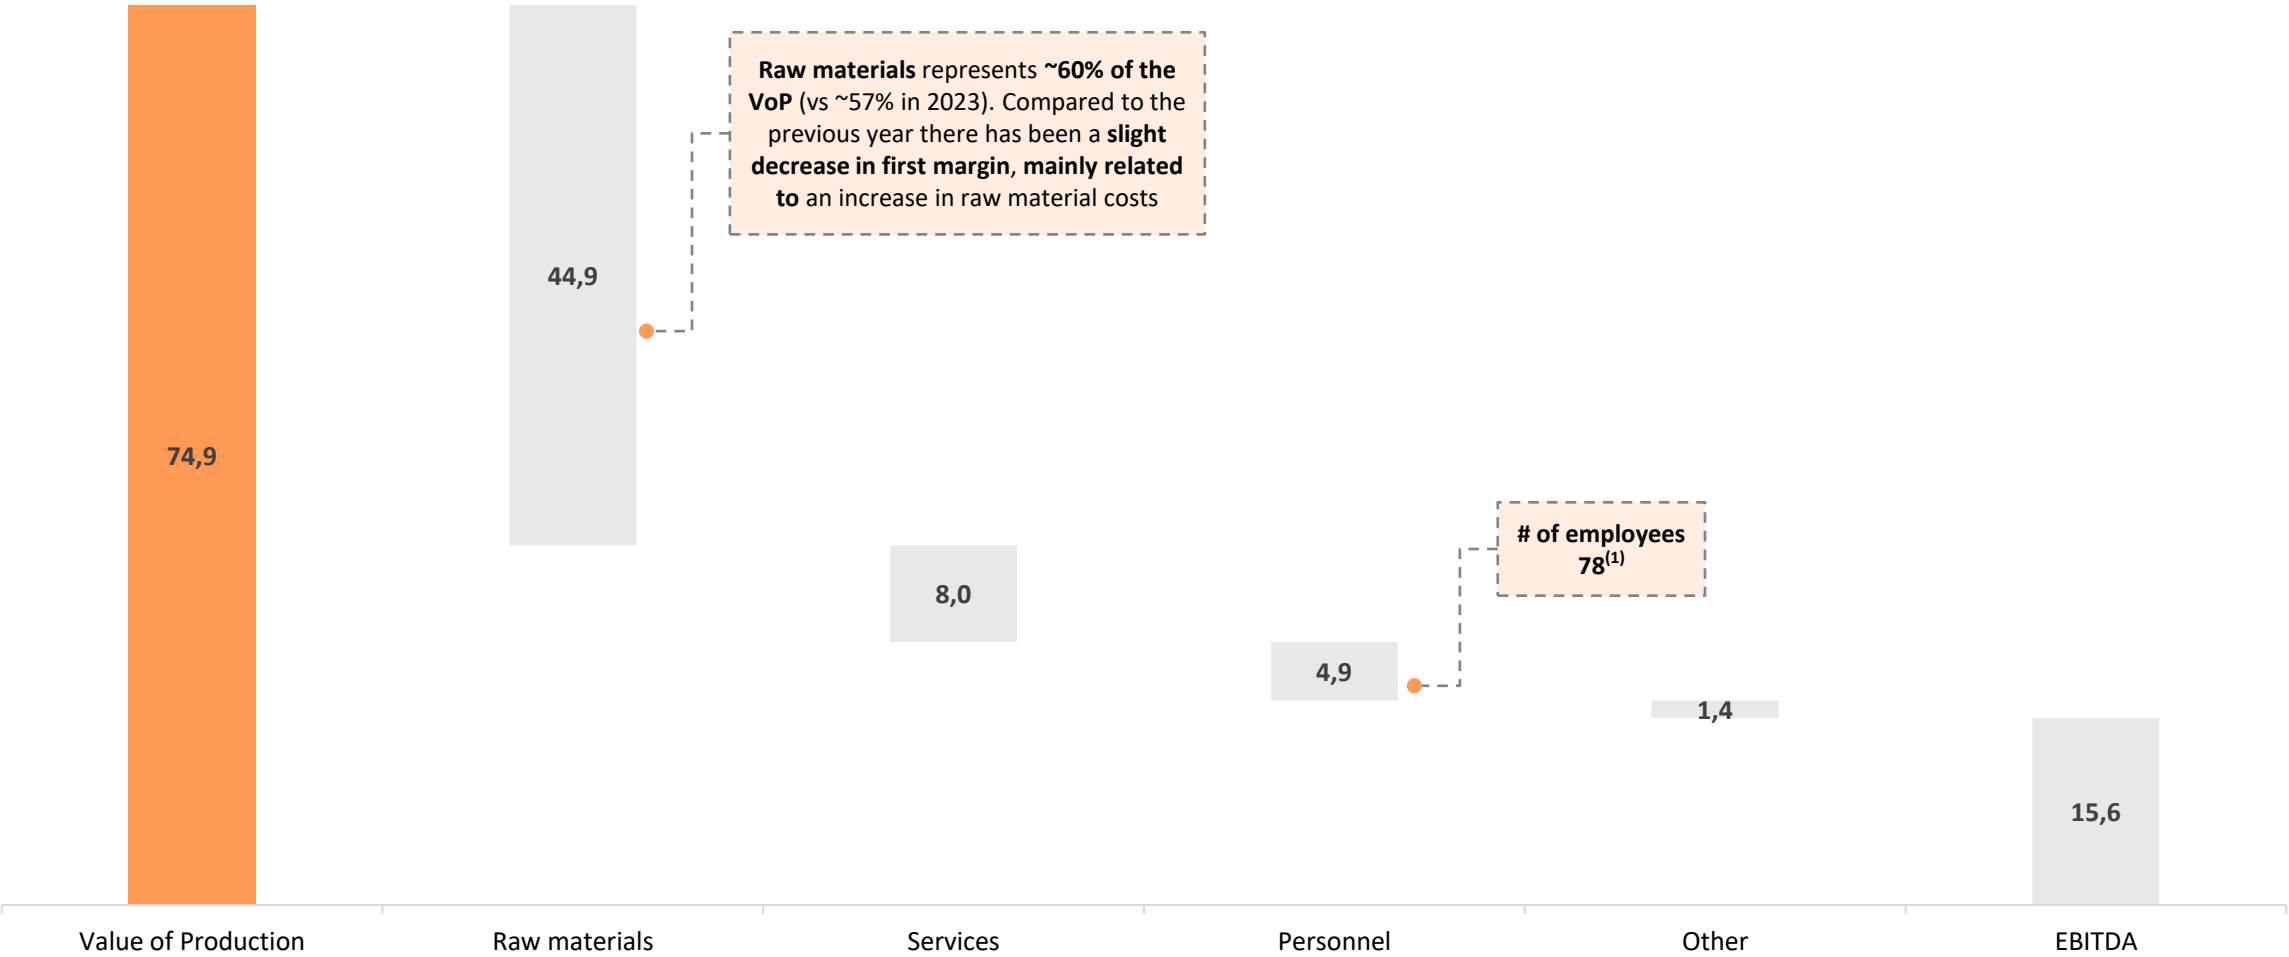 Raw materials represents ~60% of the
VoP (vs ~57% in 2023). Compared to the
previous year there has been a slight
decrease in first margin, mainly related
to an increase in raw material costs
44,9
74,9
# of employees
78(1)
8,0
4,9
1,4
15,6
Value of Production
Raw materials
Services
Personnel
Other
EBITDA